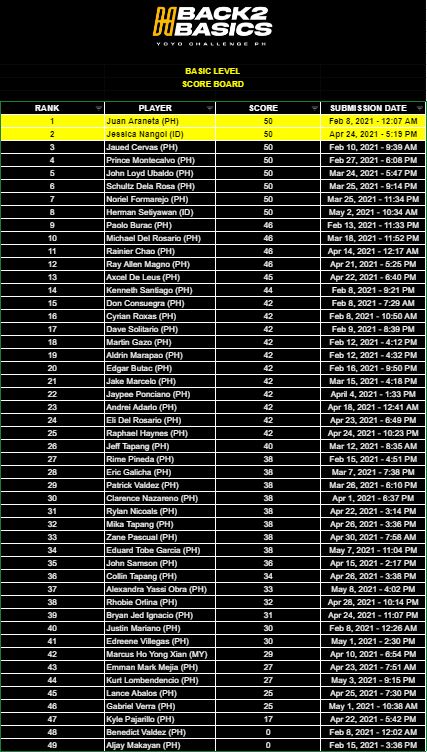 BACK2
BASICS
YOYO CHALLENGE PH
BASIC LEVEL
SCORE BOARD
RANK PLAYER SCORE SUBMISSION DATE
1 Juan Araneta (PH) 50 Feb 8, 2021 - 12:07 AM
2 Jessica Nangoi (ID) 50 Apr 24, 2021 - 5:19 PM
3 Jaued Cervas (PH) 50 Feb 10, 2021 - 9:39 AM
4 Prince Montecalvo (PH) 50 Feb 27, 2021 - 6:08 PM
5 John Loyd Ubaldo (PH) 50 Mar 24, 2021 - 5:47 PM
6 Schultz Dela Rosa (PH) 50 Mar 25, 2021 - 9:14 PM
7 Noriel Formarejo (PH) 50 Mar 25, 2021 - 11:34 PM
8 Herman Setiyawan (ID) 50 May 2, 2021 - 10:34 AM
9 Paolo Burac (PH) 46 Feb 13, 2021 - 11:33 PM
10 Michael Del Rosario (PH) 46 Mar 18, 2021 - 11:52 PM
11 Rainier Chao (PH) 46 Apr 14, 2021 - 12:17 AM
12 Ray Allen Magno (PH) 46 Apr 21, 2021 - 5:25 PM
13 Axcel De Leus (PH) 45 Apr 22, 2021 - 6:40 PM
14 Kenneth Santiago (PH) 44 Feb 8, 2021 - 9:21 PM
15 Don Consuegra (PH) 42 Feb 8, 2021 - 7:29 AM
16 Cyrian Roxas (PH) 42 Feb 8, 2021 - 10:50 AM
17 Dave Solitario (PH) 42 Feb 9, 2021 - 8:39 PM
18 Martin Gazo (PH) 42 Feb 12, 2021 - 4:12 PM
19 Aldrin Marapao (PH) 42 Feb 12, 2021 - 4:32 PM
20 Edgar Butac (PH) 42 Feb 16, 2021 - 9:50 PM
21 Jake Marcelo (PH) 42 Mar 15, 2021 - 4:18 PM
22 Jaypee Ponciano (PH) 42 April 4, 2021 - 1:33 PM
23 Andrei Adarlo (PH) 42 Apr 18, 2021 - 12:41 AM
24 Eli Del Rosario (PH) 42 Apr 23, 2021 - 6:49 PM
25 Raphael Haynes (PH) 42 Apr 24, 2021 - 10:23 PM
26 Jeff Tapang (PH) 40 Mar 12, 2021 - 8:35 AM
27 Rime Pineda (PH) 38 Feb 15, 2021 - 4:51 PM
28 Eric Galicha (PH) 38 Mar 7, 2021 - 7:38 PM
29 Patrick Valdez (PH) 38 Mar 26, 2021 - 6:10 PM
30 Clarence Nazareno (PH) 38 Apr 1, 2021 - 6:37 PM
31 Rylan Nicoals (PH) 38 Apr 22, 2021 - 3:14 PM
32 Mika Tapang (PH) 38 Apr 26, 2021 - 3:36 PM
33 Zane Pascual (PH) 38 Apr 30, 2021 - 7:58 AM
34 Eduard Tobe Garcia (PH) 38 May 7, 2021 - 11:04 PM
35 John Samson (PH) 36 Apr 15, 2021 - 2:17 PM
36 Collin Tapang (PH) 34 Apr 26, 2021 - 3:38 PM
37 Alexandra Yassi Obra (PH) 33 May 8, 2021 - 4:02 PM
38 Rhobie Orlina (PH) 32 Apr 28, 2021 - 10:14 PM
39 Bryan Jed Ignacio (PH) 31 Apr 24, 2021 - 11:07 PM
40 Justin Mariano (PH) 30 Feb 8, 2021 - 12:26 AM
41 Edreene Villegas (PH) 30 May 1, 2021 - 2:30 PM
42 Marcus Ho Yong Xian (MY) 29 Apr 10, 2021 - 6:54 PM
43 Emman Mark Mejia (PH) 27 Apr 23, 2021 - 7:51 AM
44 Kurt Lombendencio (PH) 27 May 3, 2021 - 9:15 PM
45 Lance Abalos (PH) 25 Apr 25, 2021 - 7:30 PM
46 Gabriel Verra (PH) 25 May 1, 2021 - 10:38 AM
47 Kyle Pajarillo (PH) 17 Apr 22, 2021 - 5:42 PM
48 Benedict Valdez (PH) 0 Feb 8, 2021 - 12:02 AM
49 Aljay Makayan (PH) 0 Feb 15, 2021 - 3:36 PM